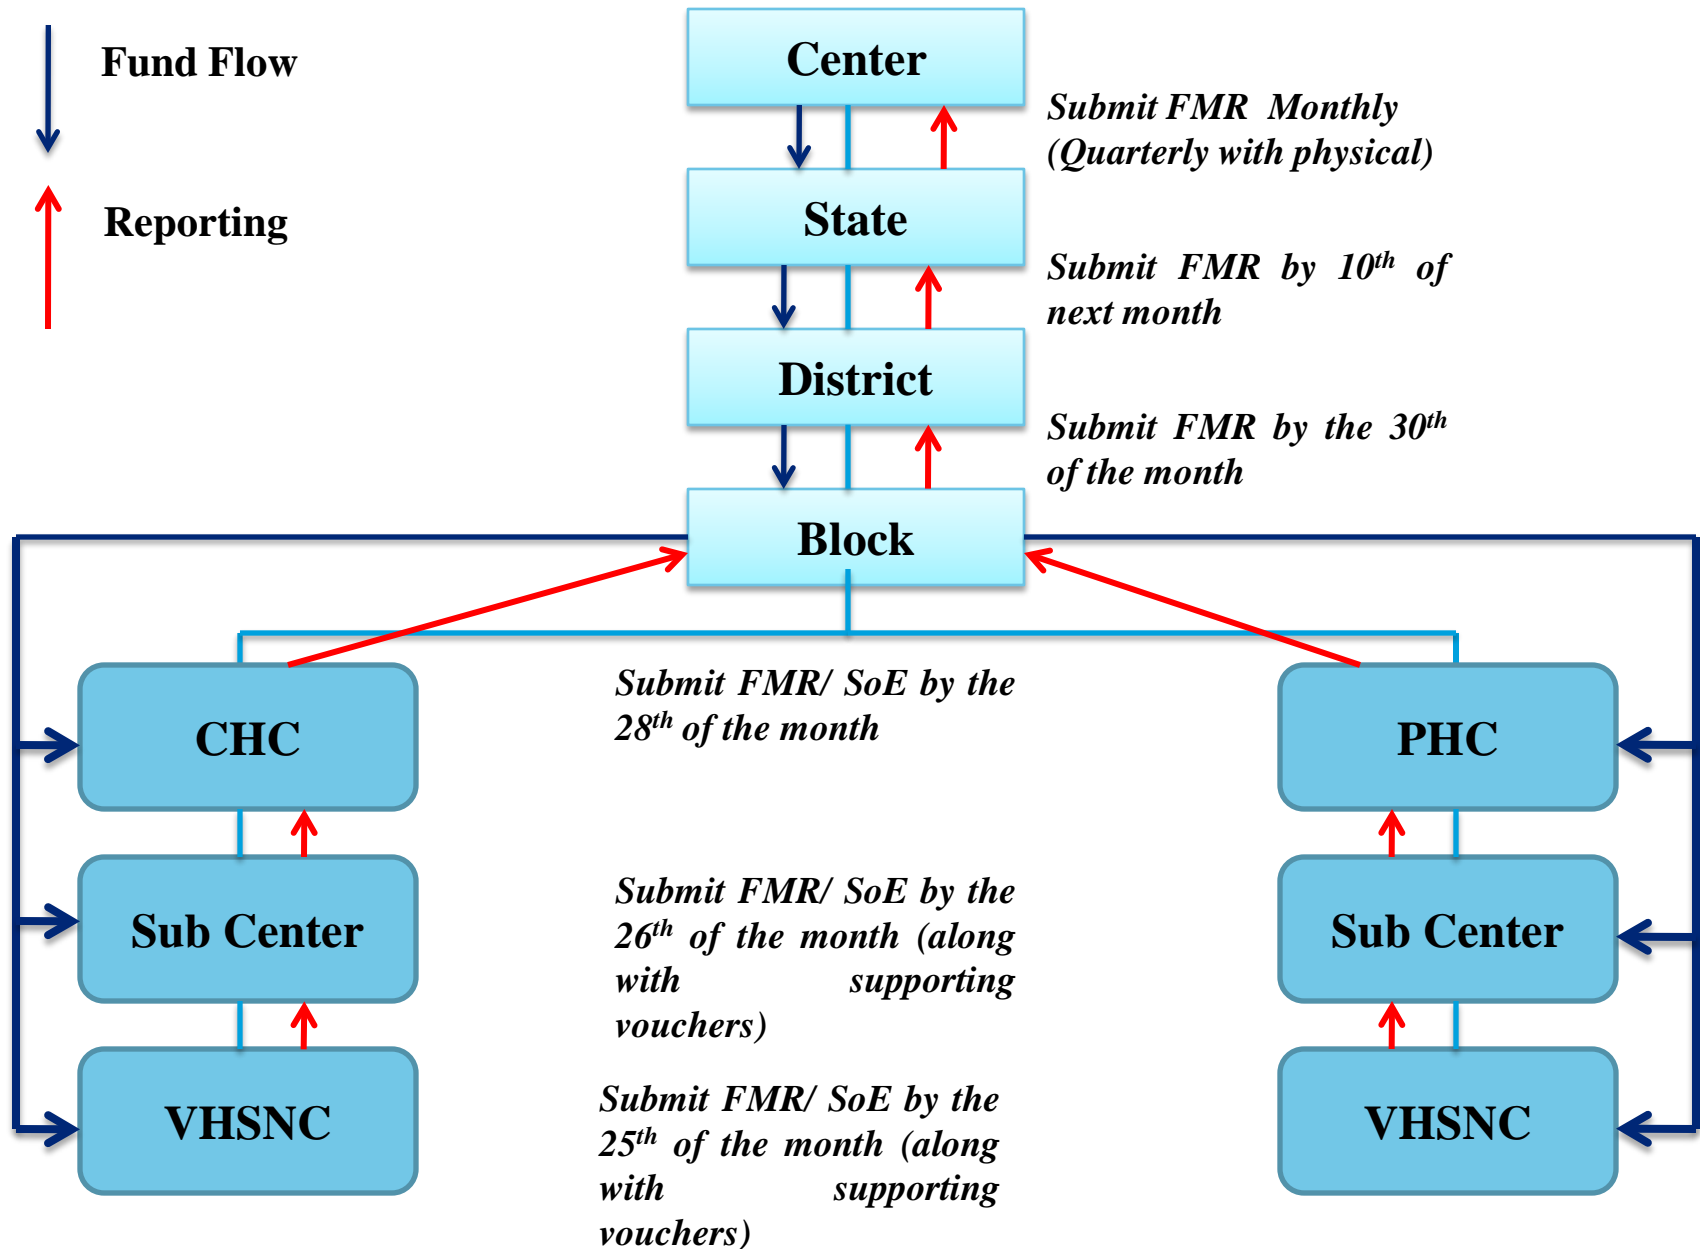 Fund Flow
Reporting
Center
Submit FMR Monthly
(Quarterly with physical)
State
Submit FMR by 10th of
next month
District
Submit FMR by the 30th
of the month
Block
Submit FMR/ SoE by the
28th of the month
CHC
PHC
Submit FMR/ SoE by the
26th of the month (along
with supporting
vouchers)
Sub Center
Sub Center
Submit FMR/ SoE by the
25th of the month (along
with supporting
vouchers)
VHSNC
VHSNC